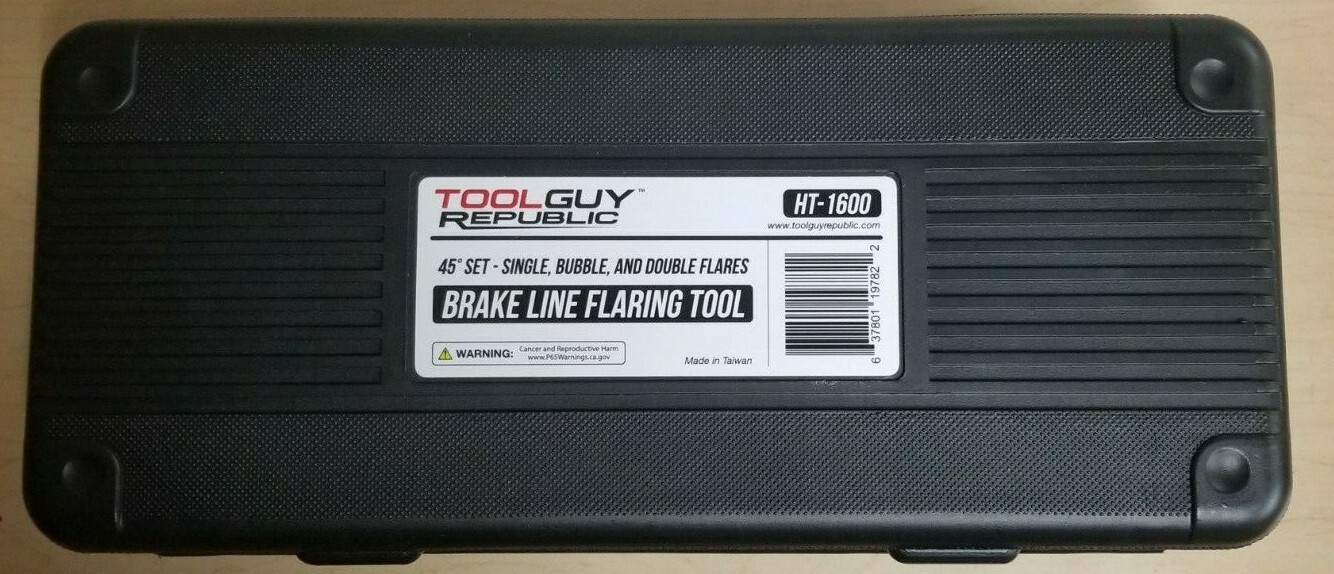 TOOLGUY™
REPUBLIC
HT-1600
www.toolguyrepublic.com
45° SET - SINGLE, BUBBLE, AND DOUBLE FLARES
BRAKE LINE FLARING TOOL
WARNING:
Cancer and Reproductive Harm
www.P65Warnings.ca.gov
Made in Taiwan
6 37801 19782 2